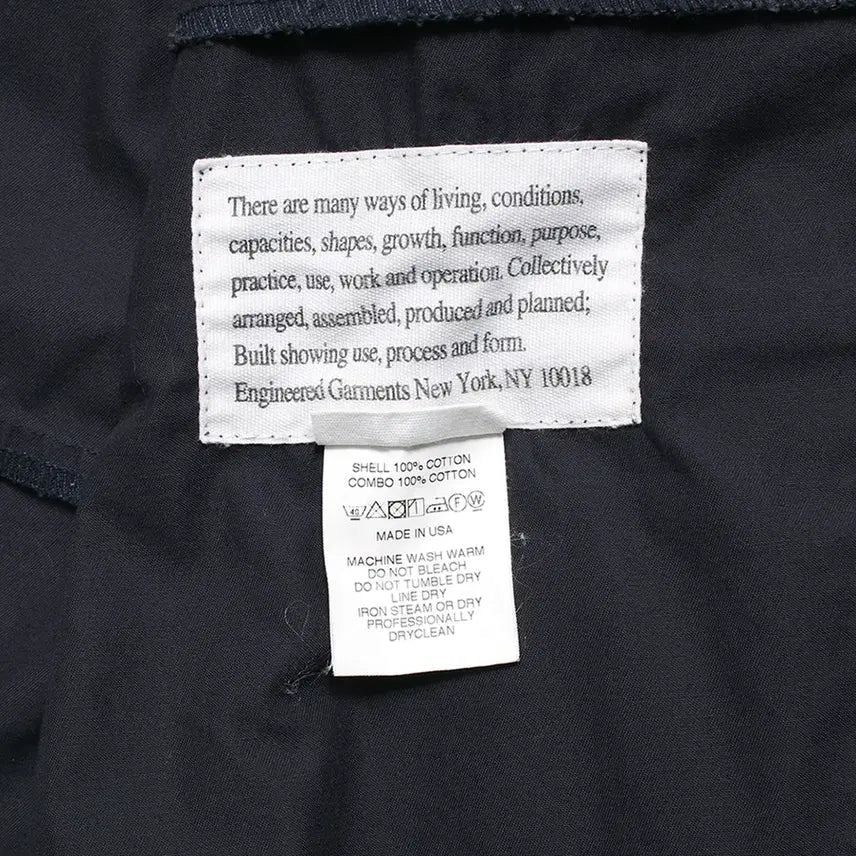 There are many ways of living, conditions,
capacities, shapes, growth, function, purpose,
practice, use, work and operation. Collectively
arranged, assembled, produced and planned;
Built showing use, process and form.
Engineered Garments New York, NY 10018
SHELL 100% COTTON
COMBO 100% COTTON
40 F W
MADE IN USA
MACHINE WASH WARM
DO NOT BLEACH
DO NOT TUMBLE DRY
LINE DRY
IRON STEAM OR DRY
PROFESSIONALLY
DRYCLEAN